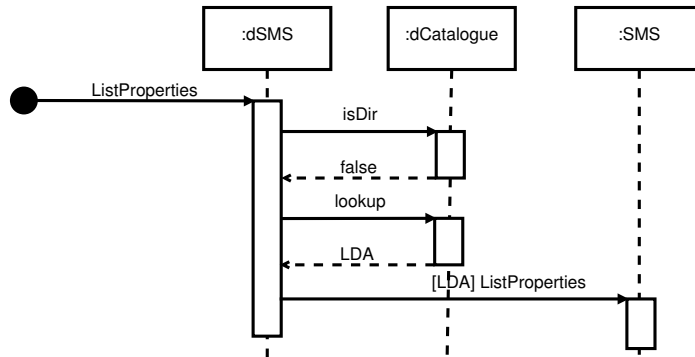 :dSMS
:dCatalogue
:SMS
ListProperties
isDir
false
lookup
LDA
[LDA] ListProperties